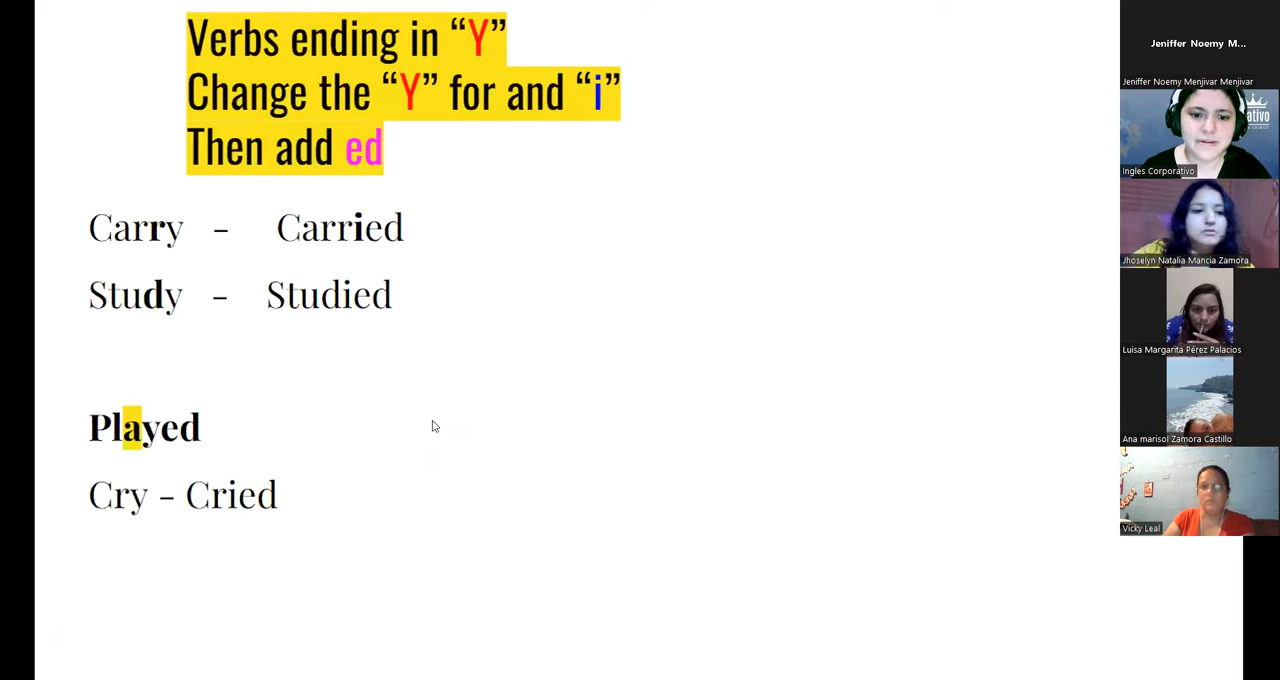 Verbs ending in “Y”
Change the “Y” for and “i”
Then add ed
Carry - Carried
Study - Studied
Played
Cry - Cried
Jeniffer Noemy M...
Jeniffer Noemy Menjivar Menjivar
ativo
Ingles Corporativo
Jhoselyn Natalia Mancia Zamora
Luisa Margarita Pérez Palacios
Ana marisol Zamora Castillo
Vicky Leal